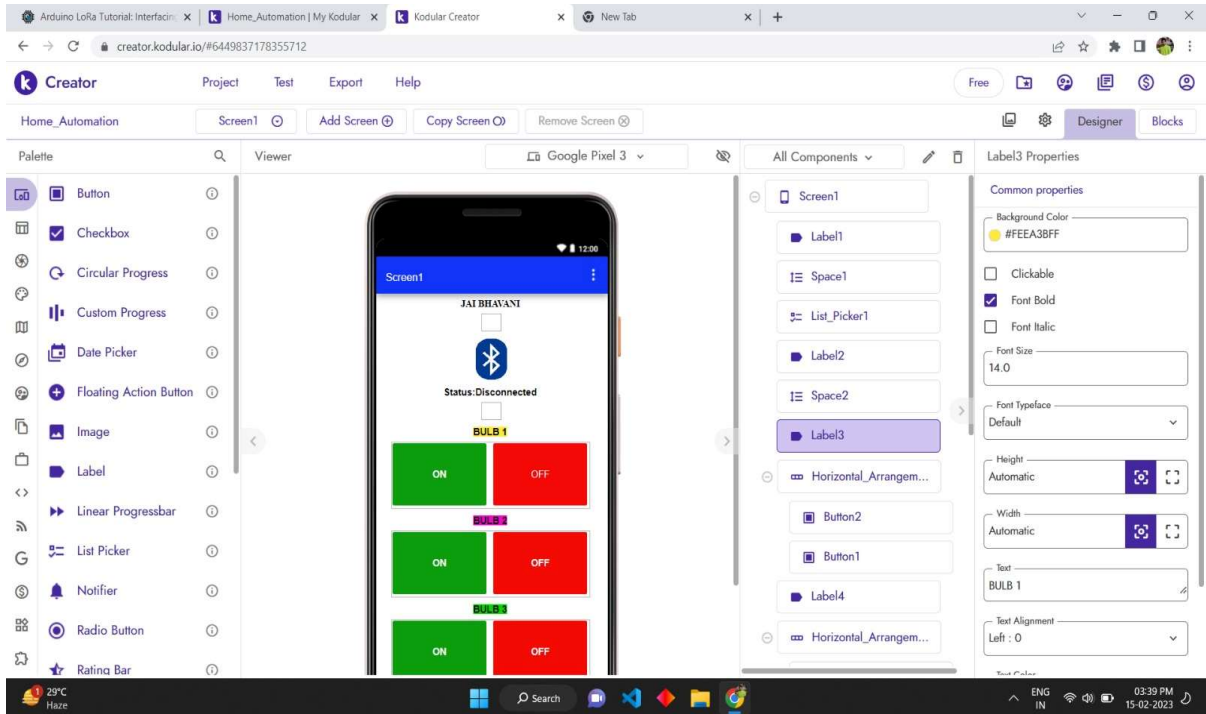 Arduino LoRa Tutorial: Interfacing
Home_Automation | My Kodular
Kodular Creator
New Tab
creator.kodular.io/#6449837178355712
Creator
Project Test Export Help
Free
Home_Automation
Screen1
Add Screen
Copy Screen
Remove Screen
Designer
Blocks
Palette
Viewer
Google Pixel 3
All Components
Label3 Properties
Button
Checkbox
Circular Progress
Custom Progress
Date Picker
Floating Action Button
Image
Label
Linear Progressbar
List Picker
Notifier
Radio Button
Rating Bar
12:00
Screen1
JAI BHAVANI
Status:Disconnected
BULB 1
ON OFF
BULB 2
ON OFF
BULB 3
ON OFF
Screen1
Label1
Space1
List_Picker1
Label2
Space2
Label3
Horizontal_Arrangem...
Button2
Button1
Label4
Horizontal_Arrangem...
Common properties
Background Color
#FEEA3BFF
Clickable
Font Bold
Font Italic
Font Size
14.0
Font Typeface
Default
Height
Automatic
Width
Automatic
Text
BULB 1
Text Alignment
Left : 0
Text Color
1
29°C
Haze
Search
ENG
IN
03:39 PM
15-02-2023